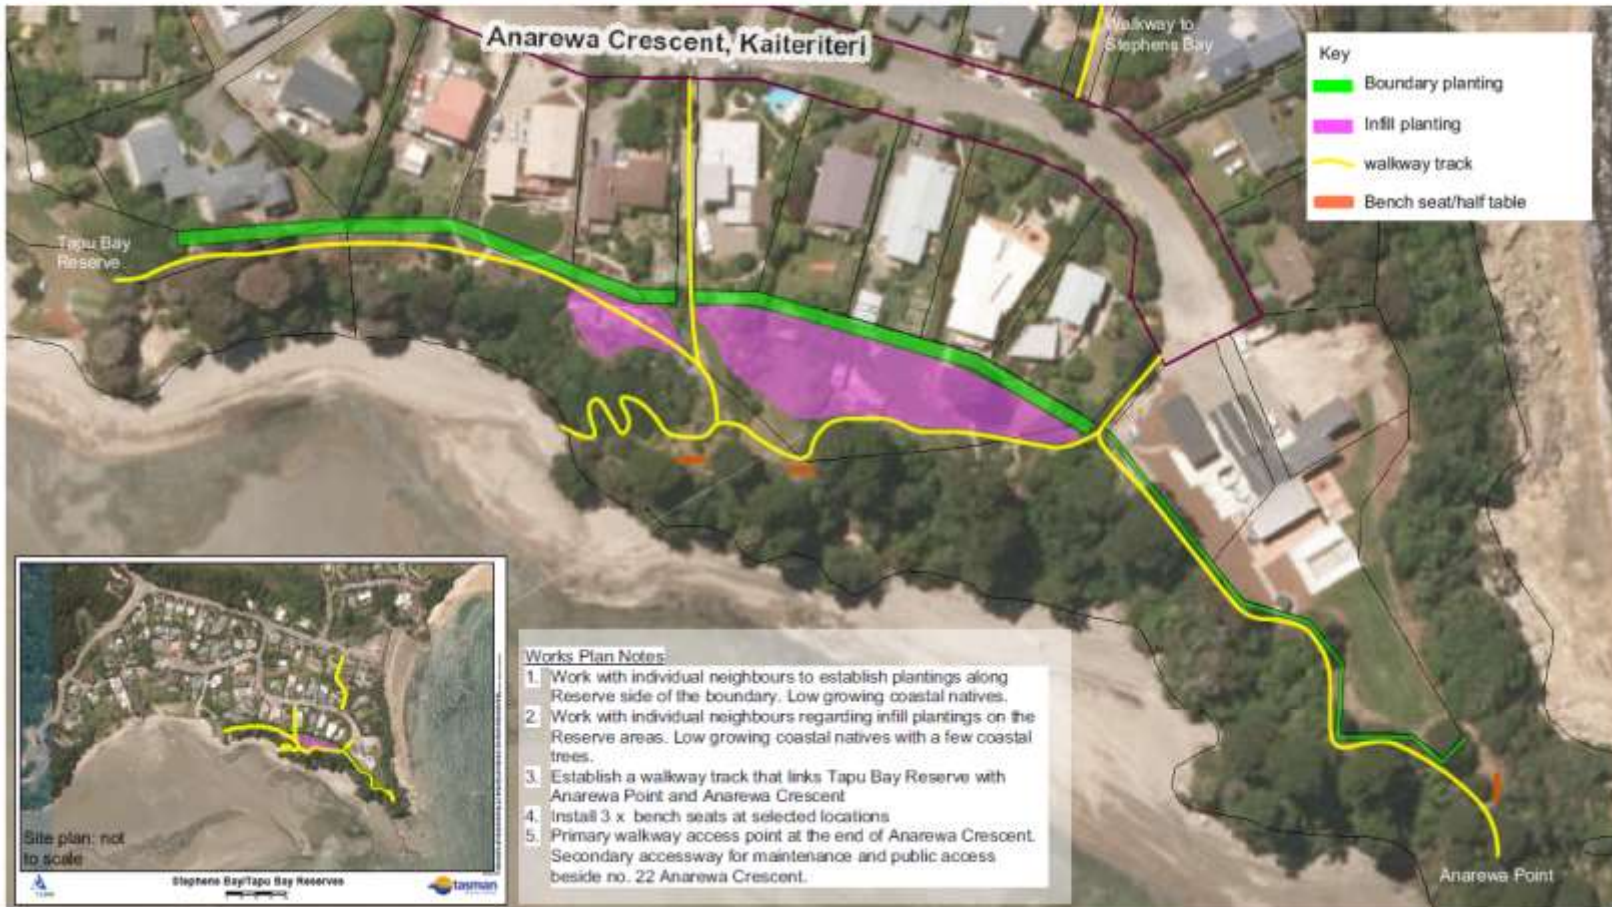 Anarewa Crescent, Kaiteriteri
Walkway to
Stephens Bay
Key
Boundary planting
Infill planting
walkway track
Bench seat/half table
Tapu Bay
Reserve
Works Plan Notes
1. Work with individual neighbours to establish plantings along
Reserve side of the boundary. Low growing coastal natives.
2. Work with individual neighbours regarding infill plantings on the
Reserve areas. Low growing coastal natives with a few coastal
trees.
3. Establish a walkway track that links Tapu Bay Reserve with
Anarewa Point and Anarewa Crescent
4. Install 3 x bench seats at selected locations
5. Primary walkway access point at the end of Anarewa Crescent.
Secondary accessway for maintenance and public access
beside no. 22 Anarewa Crescent.
Site plan: not
to scale
Stephens Bay/Tapu Bay Reserves
tasman
Anarewa Point